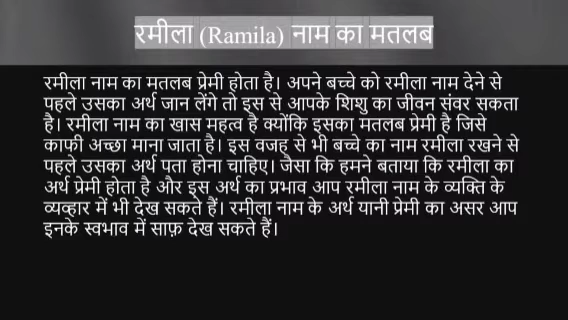 रमीला (Ramila) नाम का मतलब
रमीला नाम का मतलब प्रेमी होता है। अपने बच्चे को रमीला नाम देने से
पहले उसका अर्थ जान लेंगे तो इस से आपके शिशु का जीवन संवर सकता
है। रमीला नाम का खास महत्व है क्योंकि इसका मतलब प्रेमी है जिसे
काफी अच्छा माना जाता है। इस वजह से भी बच्चे का नाम रमीला रखने से
पहले उसका अर्थ पता होना चाहिए। जैसा कि हमने बताया कि रमीला का
अर्थ प्रेमी होता है और इस अर्थ का प्रभाव आप रमीला नाम के व्यक्ति के
व्यव्हार में भी देख सकते हैं। रमीला नाम के अर्थ यानी प्रेमी का असर आप
इनके स्वभाव में साफ़ देख सकते हैं।